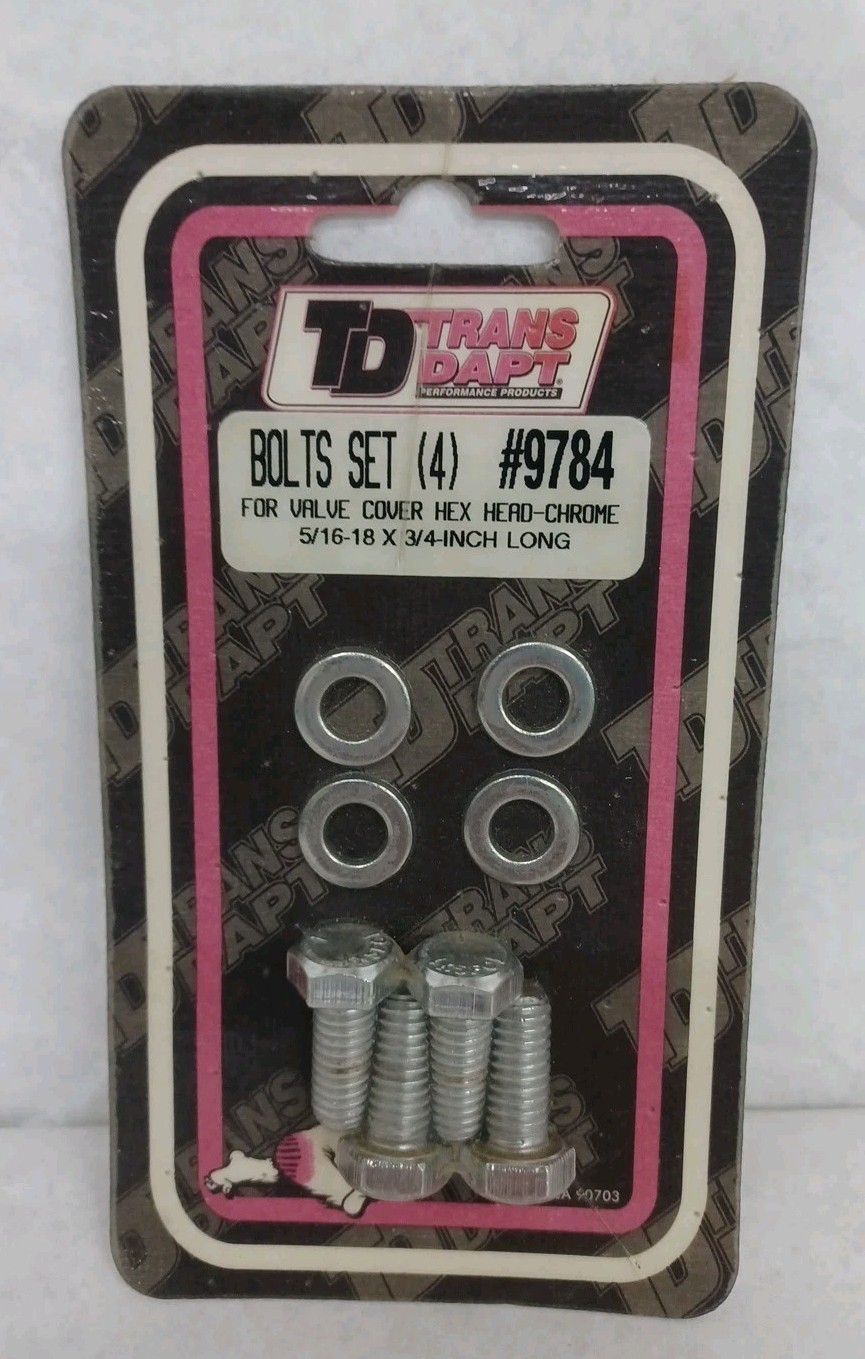 TD TRANS
DAPT®
PERFORMANCE PRODUCTS
BOLTS SET (4) #9784
FOR VALVE COVER HEX HEAD-CHROME
5/16-18 X 3/4-INCH LONG
90703